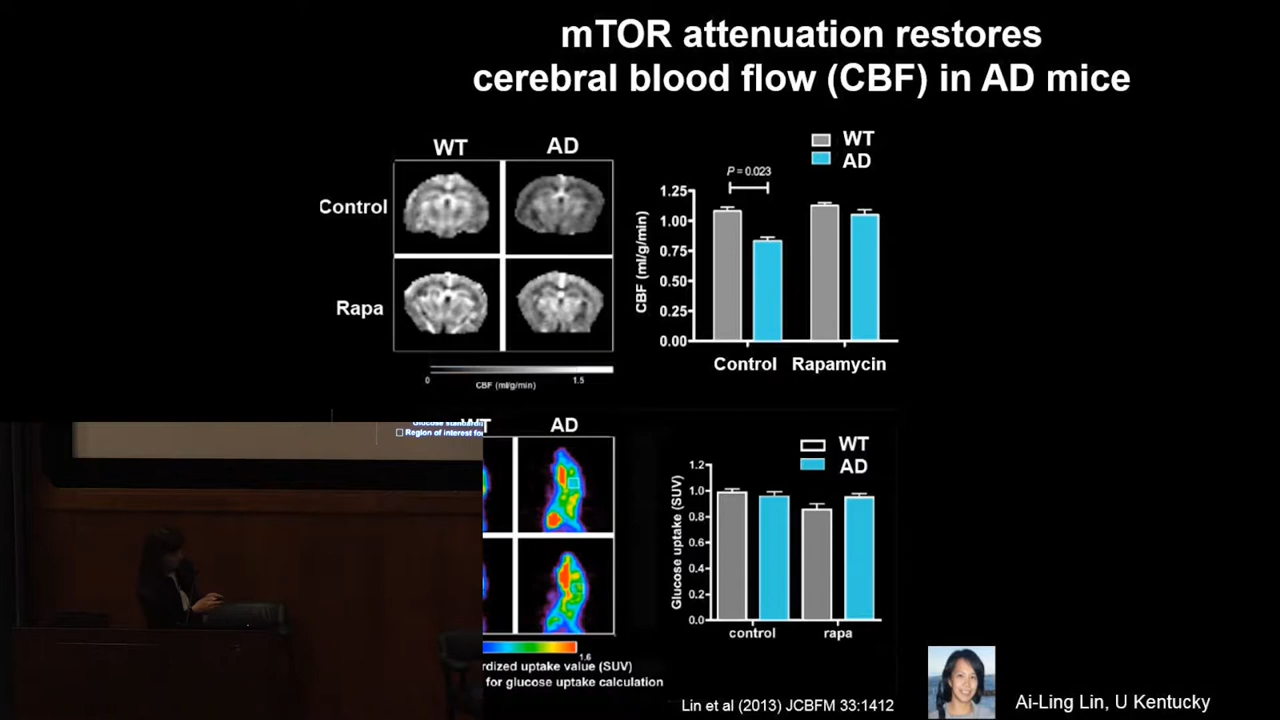 mTOR attenuation restores
cerebral blood flow (CBF) in AD mice
WT AD
Control
Rapa
0 1.5
CBF (ml/g/min)
WT
AD
P = 0.023
CBF (ml/g/min)
1.25
1.00
0.75
0.50
0.25
0.00
Control Rapamycin
WT AD
Region of interest for
1.6
rdized uptake value (SUV)
for glucose uptake calculation
WT
AD
Glucose uptake (SUV)
1.2
1.0
0.8
0.6
0.4
0.2
0.0
control rapa
Lin et al (2013) JCBFM 33:1412
Ai-Ling Lin, U Kentucky